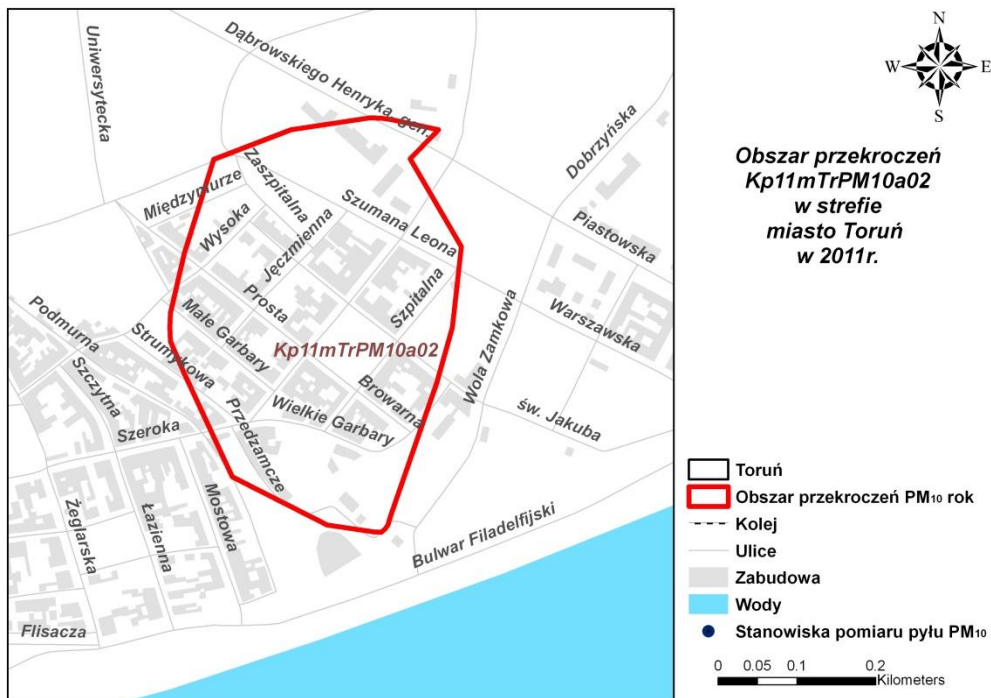 Uniwersytecka
Dąbrowskiego Henryka, gen.
Dobrzyńska
Zaszpitalna
Międzymurze
Wysoka
Jęczmienna
Szumana Leona
Piastowska
Szpitalna
Prosta
Małe Garbary
Kp11mTrPM10a02
Warszawska
Wola Zamkowa
Podmurna
Strumykowa
Szczytna
Browarna
św. Jakuba
Wielkie Garbary
Przedzamcze
Szeroka
Mostowa
Żeglarska
Łazienna
Bulwar Filadelfijski
Flisacza
N
W E
S
Obszar przekroczeń
Kp11mTrPM10a02
w strefie
miasto Toruń
w 2011r.
Toruń
Obszar przekroczeń PM10 rok
Kolej
Ulice
Zabudowa
Wody
Stanowiska pomiaru pyłu PM10
0 0.05 0.1 0.2
Kilometers